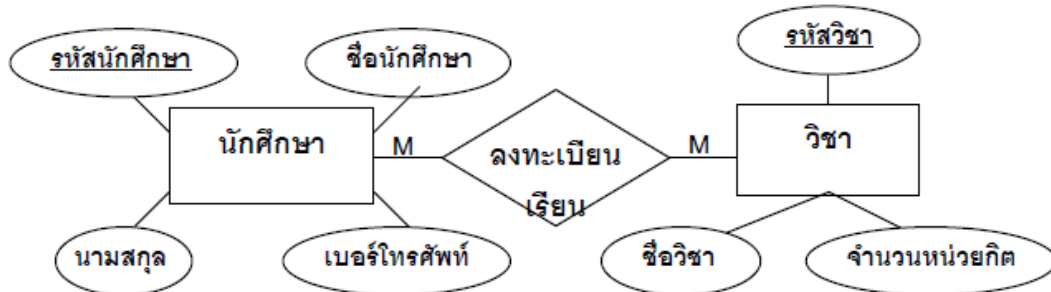 รหัสนักศึกษา
ชื่อนักศึกษา
รหัสวิชา
นักศึกษา
M
ลงทะเบียน
เรียน
M
วิชา
นามสกุล
เบอร์โทรศัพท์
ชื่อวิชา
จำนวนหน่วยกิต